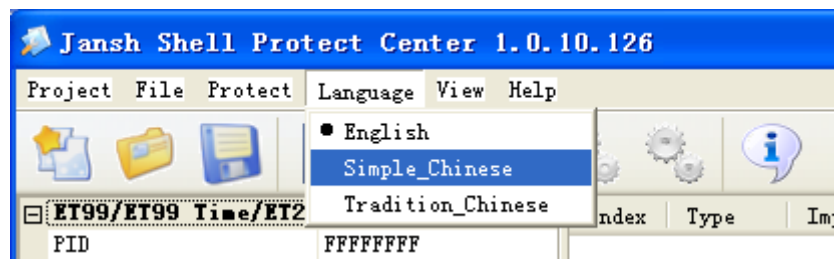 Jansh Shell Protect Center 1.0.10.126
Project File Protect Language View Help
English
Simple_Chinese
Tradition_Chinese
ET99/ET99 Time/ET2
Type
PID FFFFFFFF